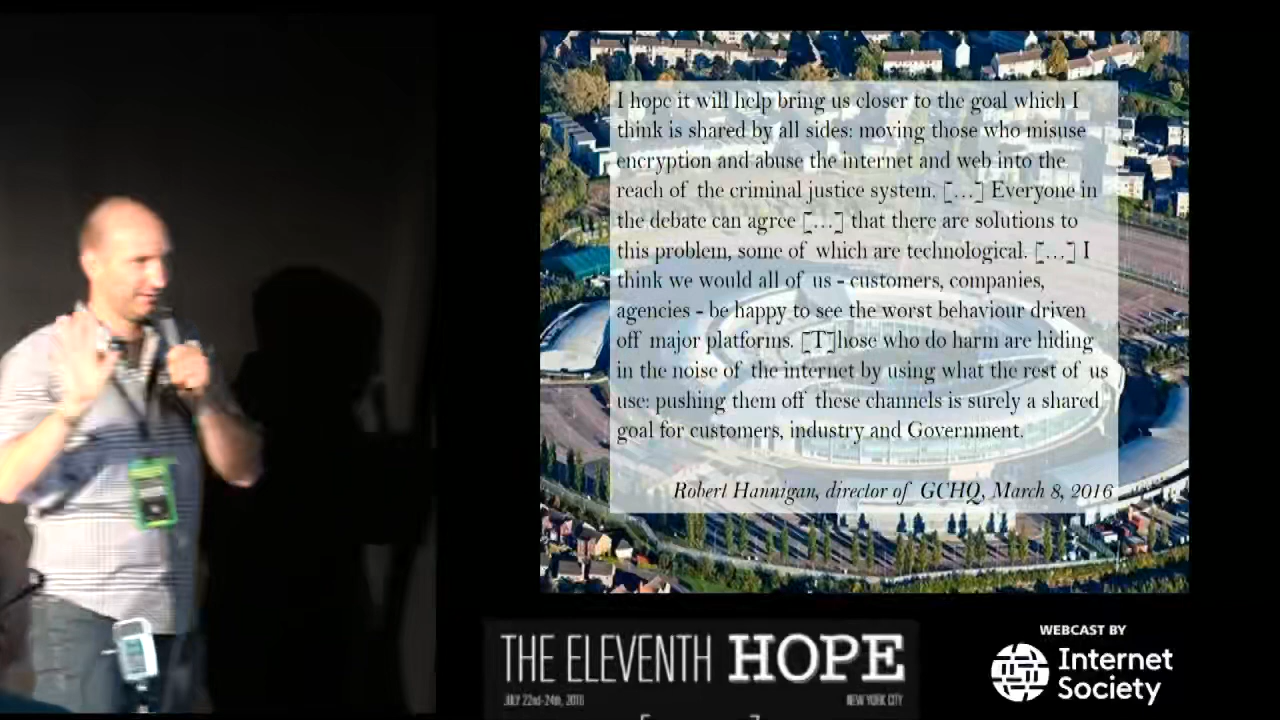 I hope it will help bring us closer to the goal which I
think is shared by all sides: moving those who misuse
encryption and abuse the internet and web into the
reach of the criminal justice system. [...] Everyone in
the debate can agree [...] that there are solutions to
this problem, some of which are technological. [...] I
think we would all of us - customers, companies,
agencies - be happy to see the worst behaviour driven
off major platforms. [T]hose who do harm are hiding
in the noise of the internet by using what the rest of us
use: pushing them off these channels is surely a shared
goal for customers, industry and Government.
Robert Hannigan, director of GCHQ, March 8, 2016
THE ELEVENTH HOPE
JULY 22nd-24th, 2016
NEW YORK CITY
WEBCAST BY
Internet
Society